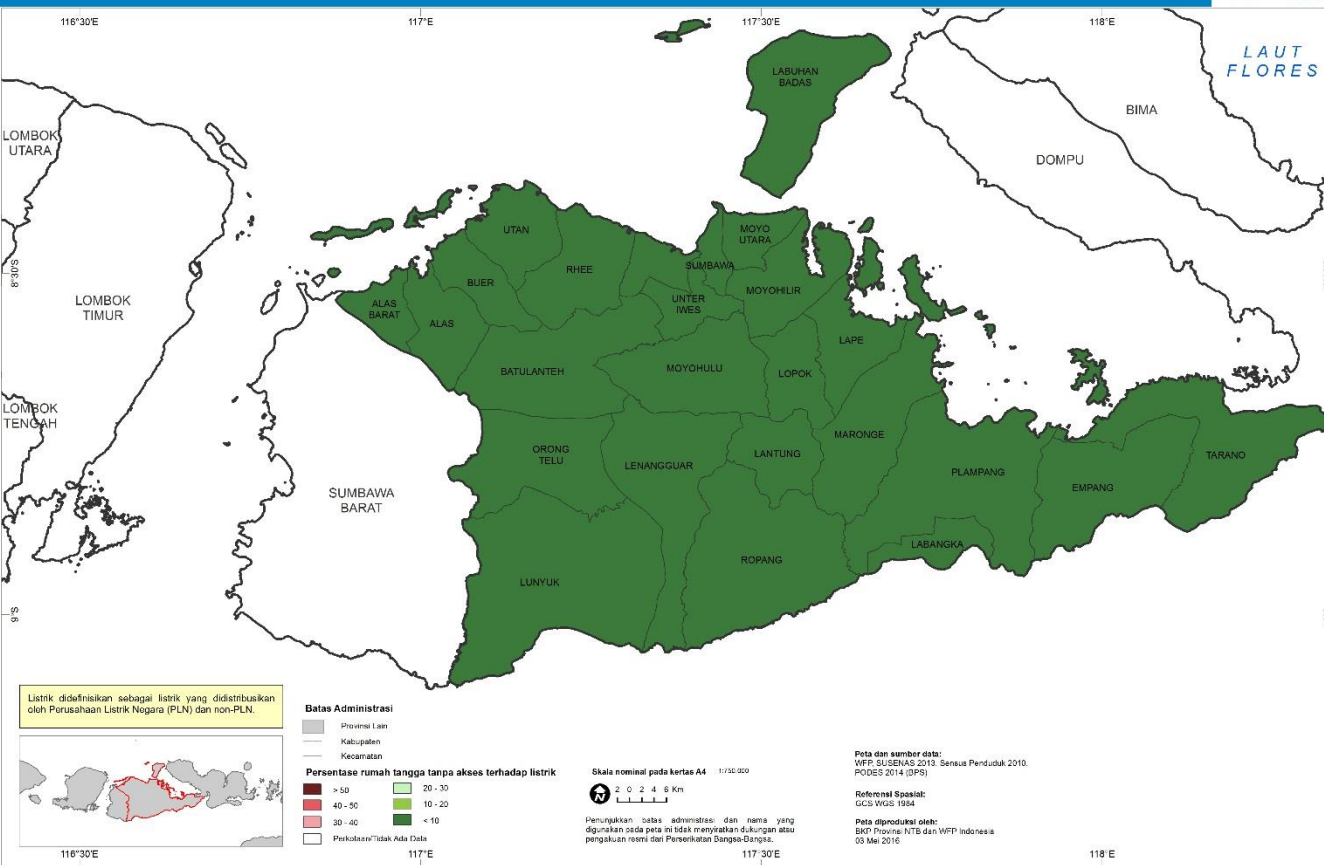 116°30'E
117°E
117°30'E
118°E
LAUT
FLORES
LABUHAN
BADAS
BIMA
LOMBOK
UTARA
DOMPU
UTAN
MOYO
UTARA
8°30'S
SUMBAWA
RHEE
BUER
MOYOHILIR
LOMBOK
TIMUR
ALAS
BARAT
UNTER
IWES
ALAS
LAPE
BATULANTEH
MOYOHULU
LOPOK
LOMBOK
TENGAH
MARONGE
ORONG
TELU
LENANGGUAR
LANTUNG
TARANO
PLAMPANG
EMPANG
SUMBAWA
BARAT
LABANGKA
ROPANG
LUNYUK
9°S
Listrik didefinisikan sebagai listrik yang didistribusikan
oleh Perusahaan Listrik Negara (PLN) dan non-PLN.
Batas Administrasi
Provinsi Lain
Kabupaten
Kecamatan
Persentase rumah tangga tanpa akses terhadap listrik
> 50
40 - 50
30 - 40
20 - 30
10 - 20
< 10
Perkotaan/Tidak Ada Data
Skala nominal pada kertas A4 1:750.000
N
2 0 2 4 6 Km
Penunjukkan batas administrasi dan nama yang
digunakan pada peta ini tidak menyiratkan dukungan atau
pengakuan resmi dari Perserikatan Bangsa-Bangsa.
Peta dan sumber data:
WFP, SUSENAS 2013, Sensus Penduduk 2010,
PODES 2014 (BPS)
Referensi Spasial:
GCS WGS 1984
Peta diproduksi oleh:
BKP Provinsi NTB dan WFP Indonesia
03 Mei 2016
116°30'E
117°E
117°30'E
118°E